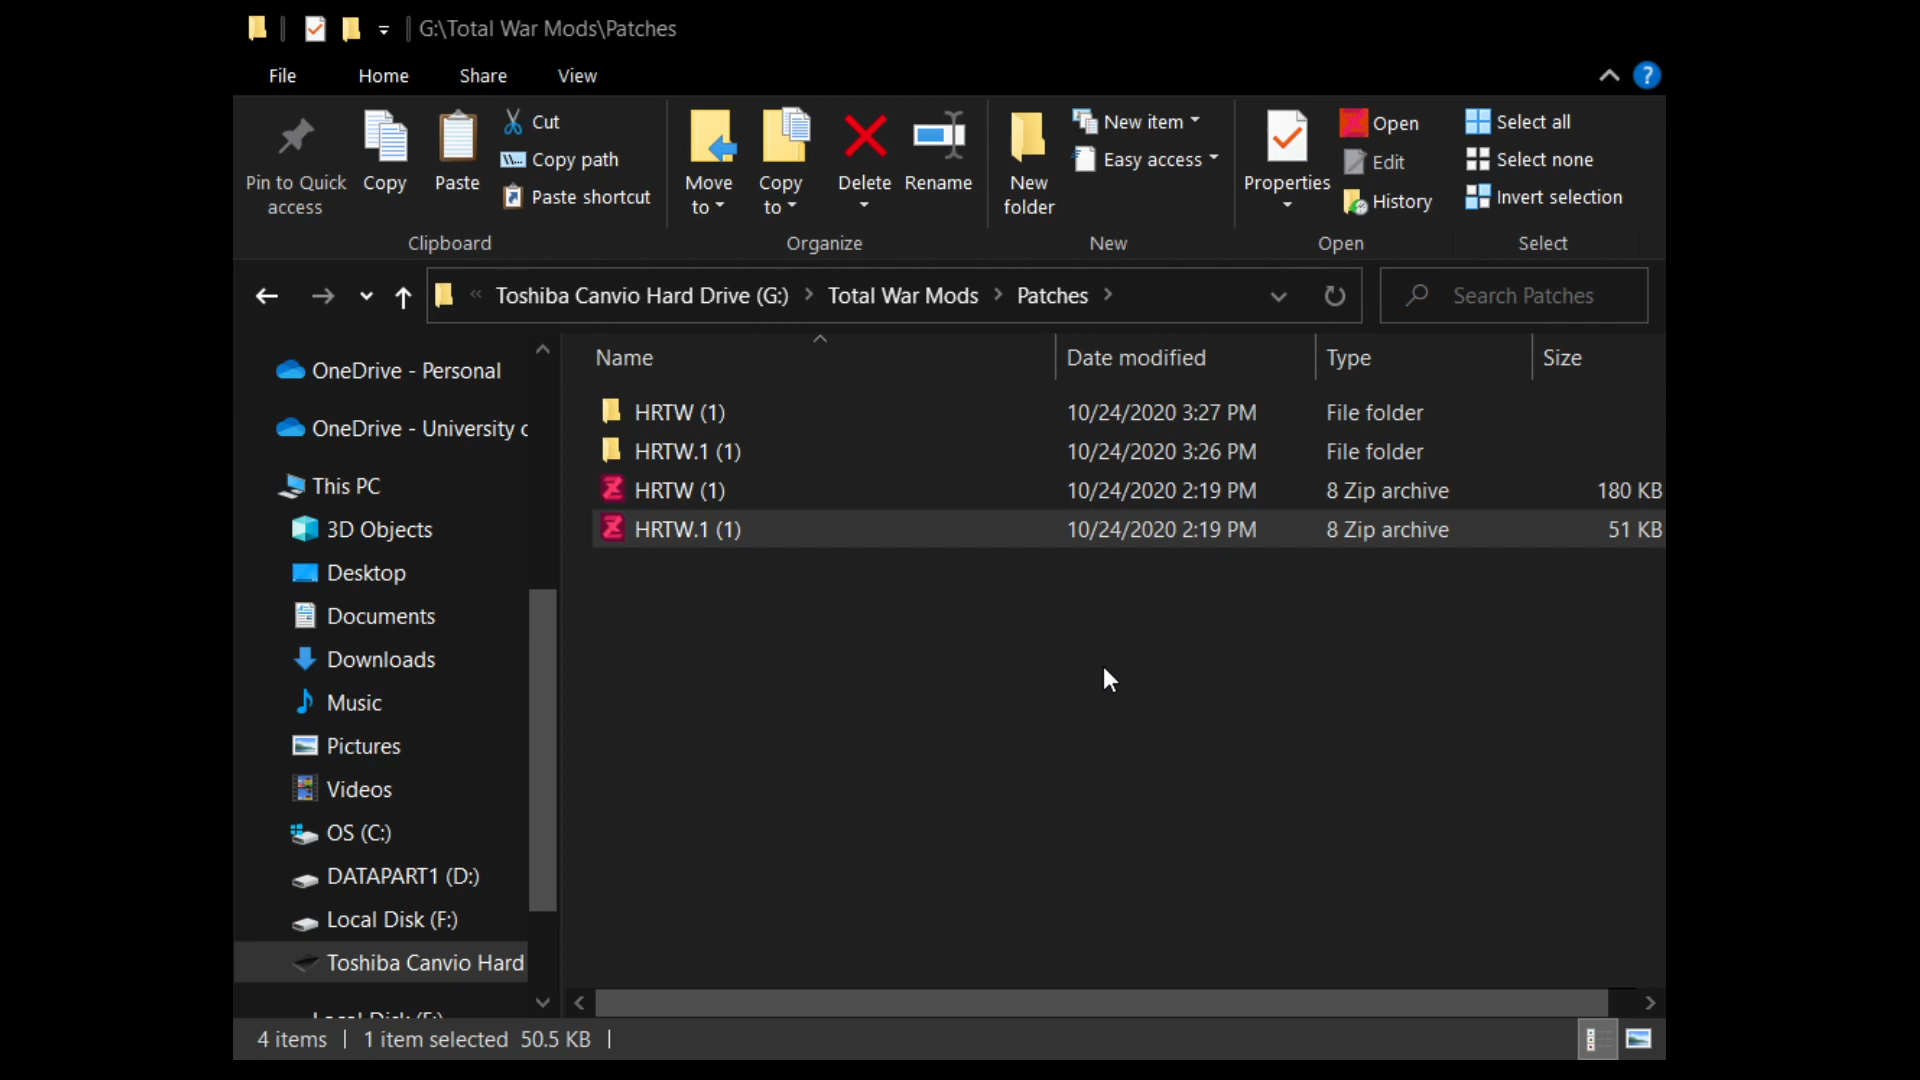 G:\Total War Mods\Patches
File Home Share View
Pin to Quick access
Copy
Paste
Cut
Copy path
Paste shortcut
Clipboard
Move to
Copy to
Delete
Rename
Organize
New folder
New item
Easy access
New
Properties
Open
Edit
History
Open
Select all
Select none
Invert selection
Select
« Toshiba Canvio Hard Drive (G:) > Total War Mods > Patches >
Search Patches
OneDrive - Personal
OneDrive - University
This PC
3D Objects
Desktop
Documents
Downloads
Music
Pictures
Videos
OS (C:)
DATAPART1 (D:)
Local Disk (F:)
Toshiba Canvio Hard
Name Date modified Type Size
HRTW (1) 10/24/2020 3:27 PM File folder
HRTW.1 (1) 10/24/2020 3:26 PM File folder
HRTW (1) 10/24/2020 2:19 PM 8 Zip archive 180 KB
HRTW.1 (1) 10/24/2020 2:19 PM 8 Zip archive 51 KB
4 items | 1 item selected 50.5 KB |